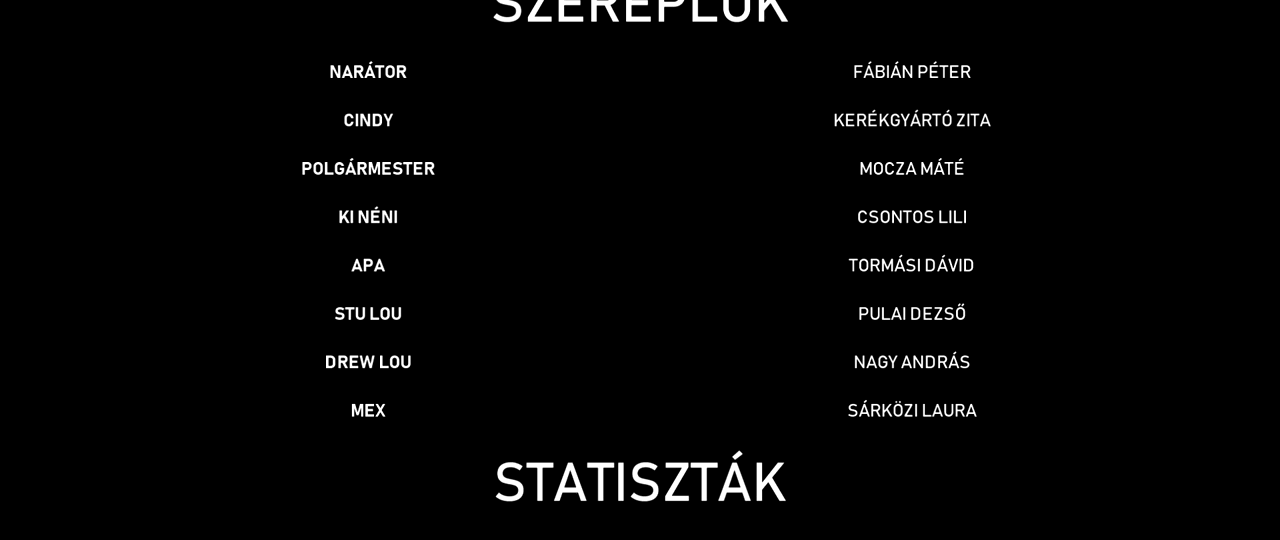 SZEREPLŐK
NARÁTOR FÁBIÁN PÉTER
CINDY KERÉKGYÁRTÓ ZITA
POLGÁRMESTER MOCZA MÁTÉ
KI NÉNI CSONTOS LILI
APA TORMÁSI DÁVID
STU LOU PULAI DEZSŐ
DREW LOU NAGY ANDRÁS
MEX SÁRKÖZI LAURA
STATISZTÁK